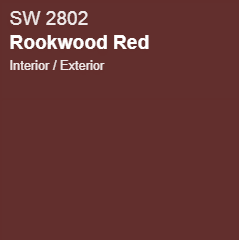 SW 2802
Rookwood Red
Interior / Exterior